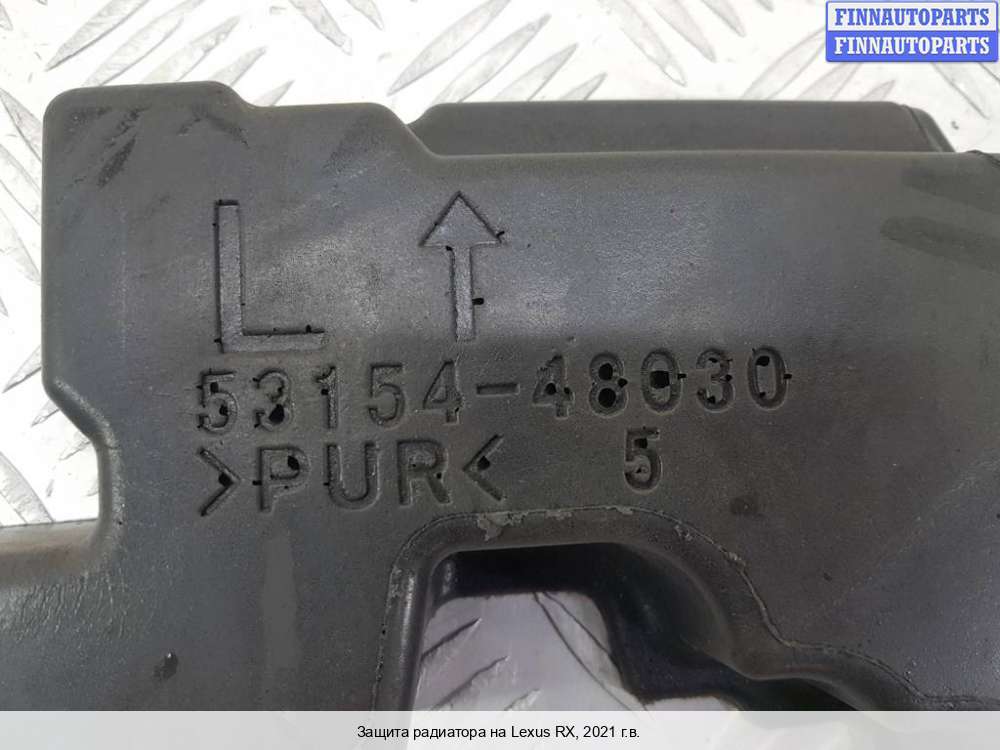 FINNAUTOPARTS
FINNAUTOPARTS
L
53154-48030
>PUR< 5
Защита радиатора на Lexus RX, 2021 г.в.